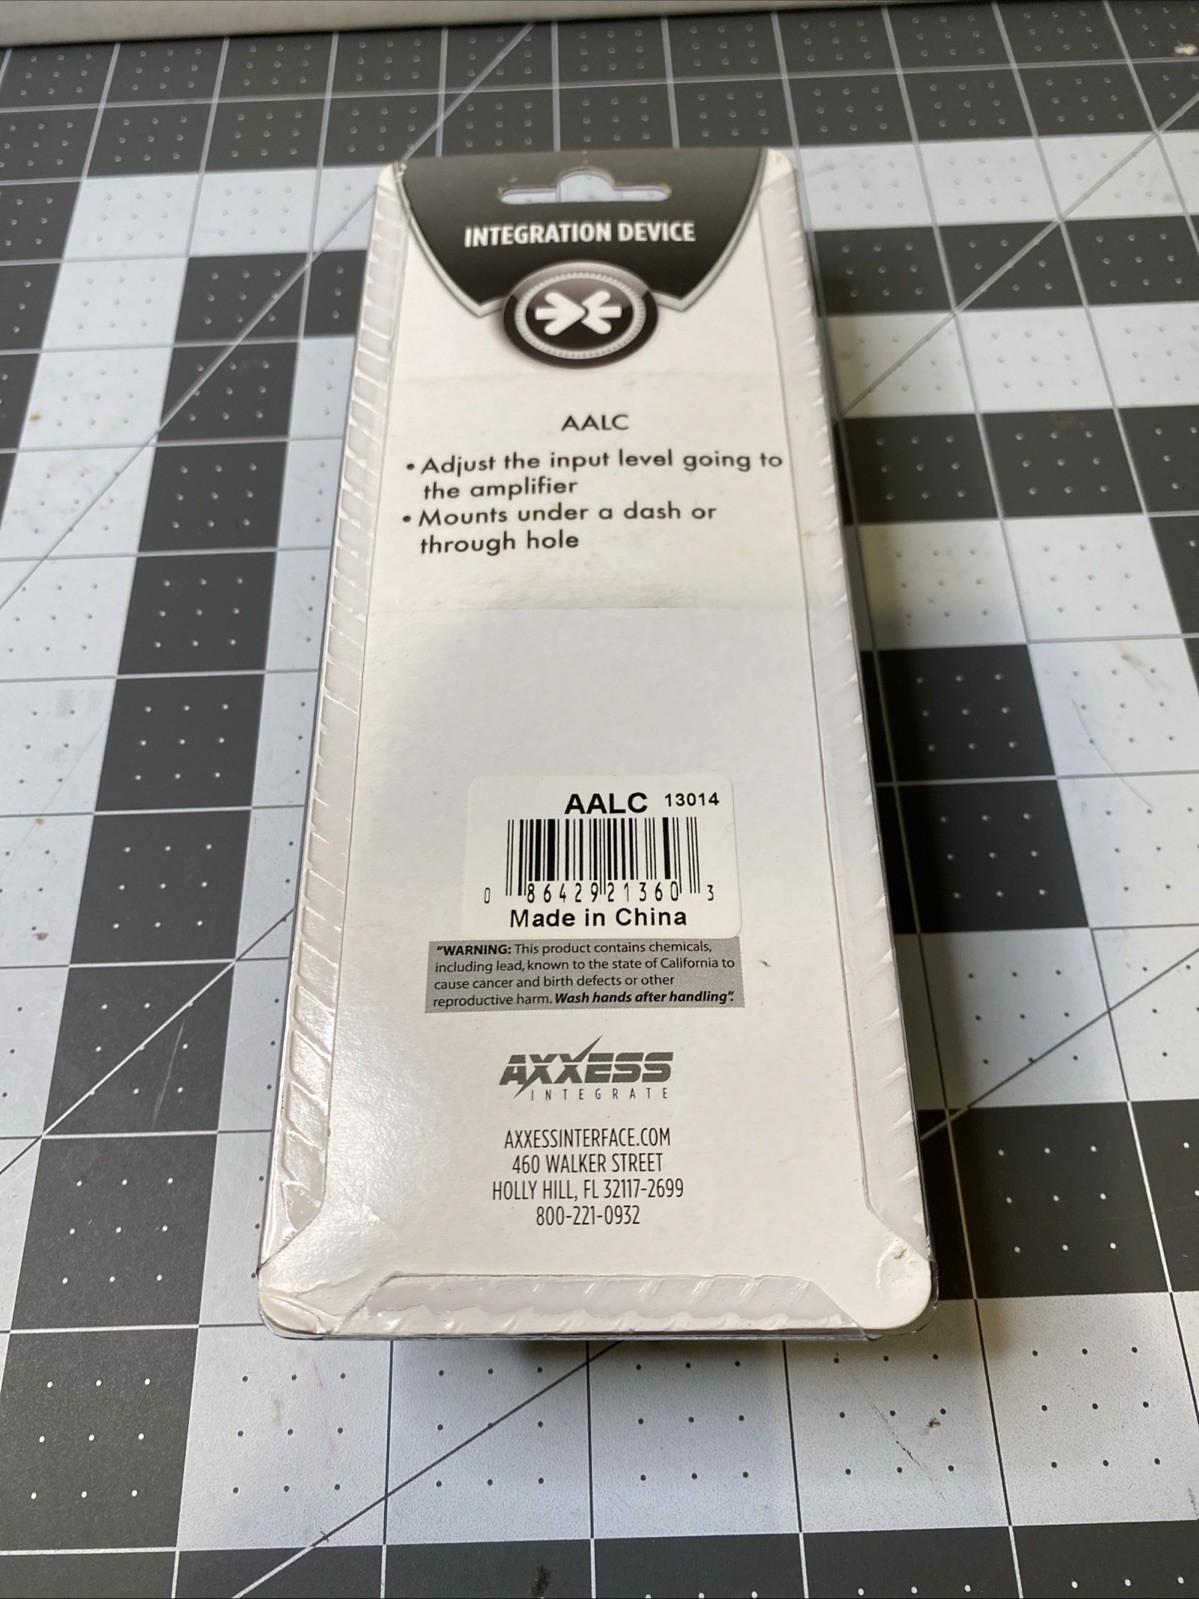 INTEGRATION DEVICE
AALC
• Adjust the input level going to
the amplifier
• Mounts under a dash or
through hole
AALC 13014
0 86429 21360 3
Made in China
"WARNING: This product contains chemicals,
including lead, known to the state of California to
cause cancer and birth defects or other
reproductive harm. Wash hands after handling".
AXXESS
INTEGRATE
AXXESSINTERFACE.COM
460 WALKER STREET
HOLLY HILL, FL 32117-2699
800-221-0932